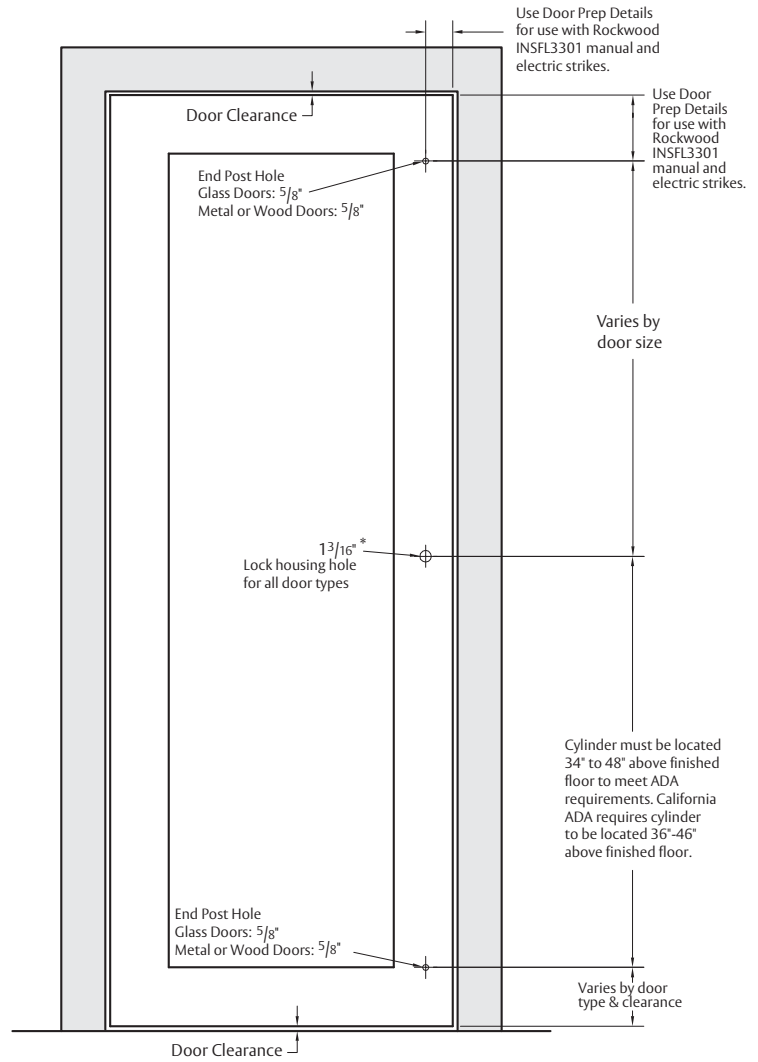 Use Door Prep Details
for use with Rockwood
INSFL3301 manual and
electric strikes.
Door Clearance
Use Door
Prep Details
for use with
Rockwood
INSFL3301
manual and
electric strikes.
End Post Hole
Glass Doors: 5/8"
Metal or Wood Doors: 5/8"
Varies by
door size
1 3/16" *
Lock housing hole
for all door types
Cylinder must be located
34" to 48" above finished
floor to meet ADA
requirements. California
ADA requires cylinder
to be located 36"-46"
above finished floor.
End Post Hole
Glass Doors: 5/8"
Metal or Wood Doors: 5/8"
Varies by door
type & clearance
Door Clearance